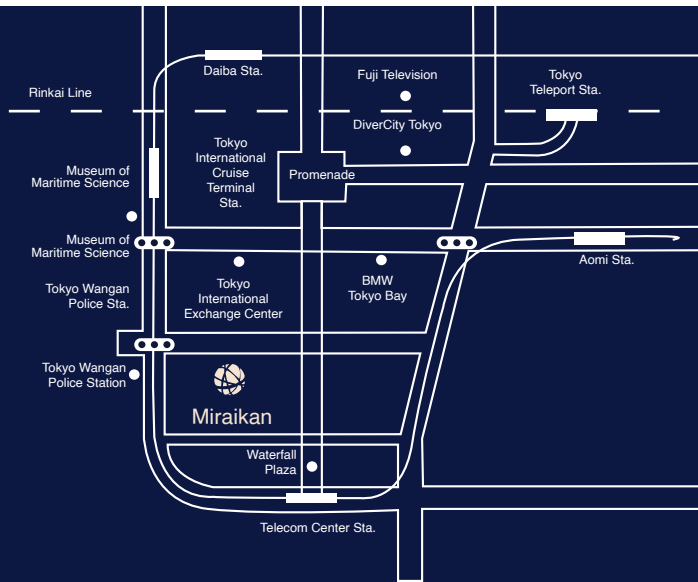 Daiba Sta.
Fuji Television
Tokyo
Teleport Sta.
Rinkai Line
DiverCity Tokyo
Tokyo
International
Cruise
Terminal
Sta.
Promenade
Museum of
Maritime Science
Museum of
Maritime Science
Aomi Sta.
Tokyo Wangan
Police Sta.
Tokyo
International
Exchange Center
BMW
Tokyo Bay
Tokyo Wangan
Police Station
Miraikan
Waterfall
Plaza
Telecom Center Sta.